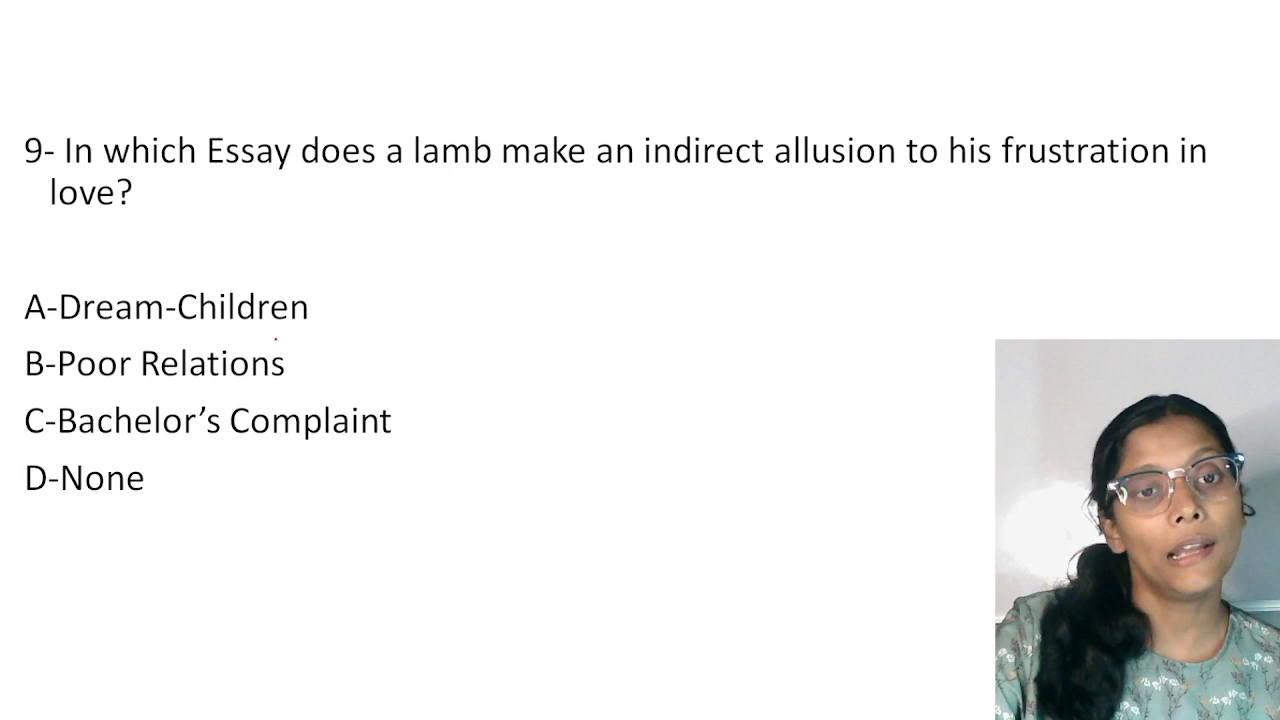 9- In which Essay does a lamb make an indirect allusion to his frustration in
love?
A-Dream-Children
B-Poor Relations
C-Bachelor’s Complaint
D-None